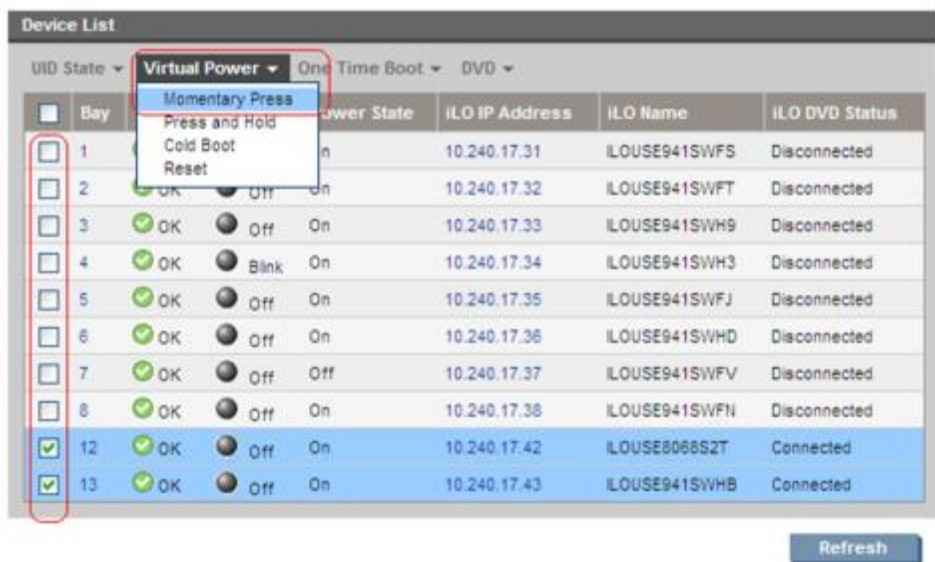 Device List
UID State Virtual Power One Time Boot DVD
Momentary Press
Press and Hold
Cold Boot
Reset
Bay Power State iLO IP Address iLO Name iLO DVD Status
1 10.240.17.31 ILOUSE941SWFS Disconnected
2 OK Off On 10.240.17.32 ILOUSE941SWFT Disconnected
3 OK Off On 10.240.17.33 ILOUSE941SWH9 Disconnected
4 OK Blink On 10.240.17.34 ILOUSE941SWH3 Disconnected
5 OK Off On 10.240.17.35 ILOUSE941SWFJ Disconnected
6 OK Off On 10.240.17.36 ILOUSE941SWHD Disconnected
7 OK Off Off 10.240.17.37 ILOUSE941SWFV Disconnected
8 OK Off On 10.240.17.38 ILOUSE941SWFN Disconnected
12 OK Off On 10.240.17.42 ILOUSE8068S2T Connected
13 OK Off On 10.240.17.43 ILOUSE941SWHB Connected
Refresh